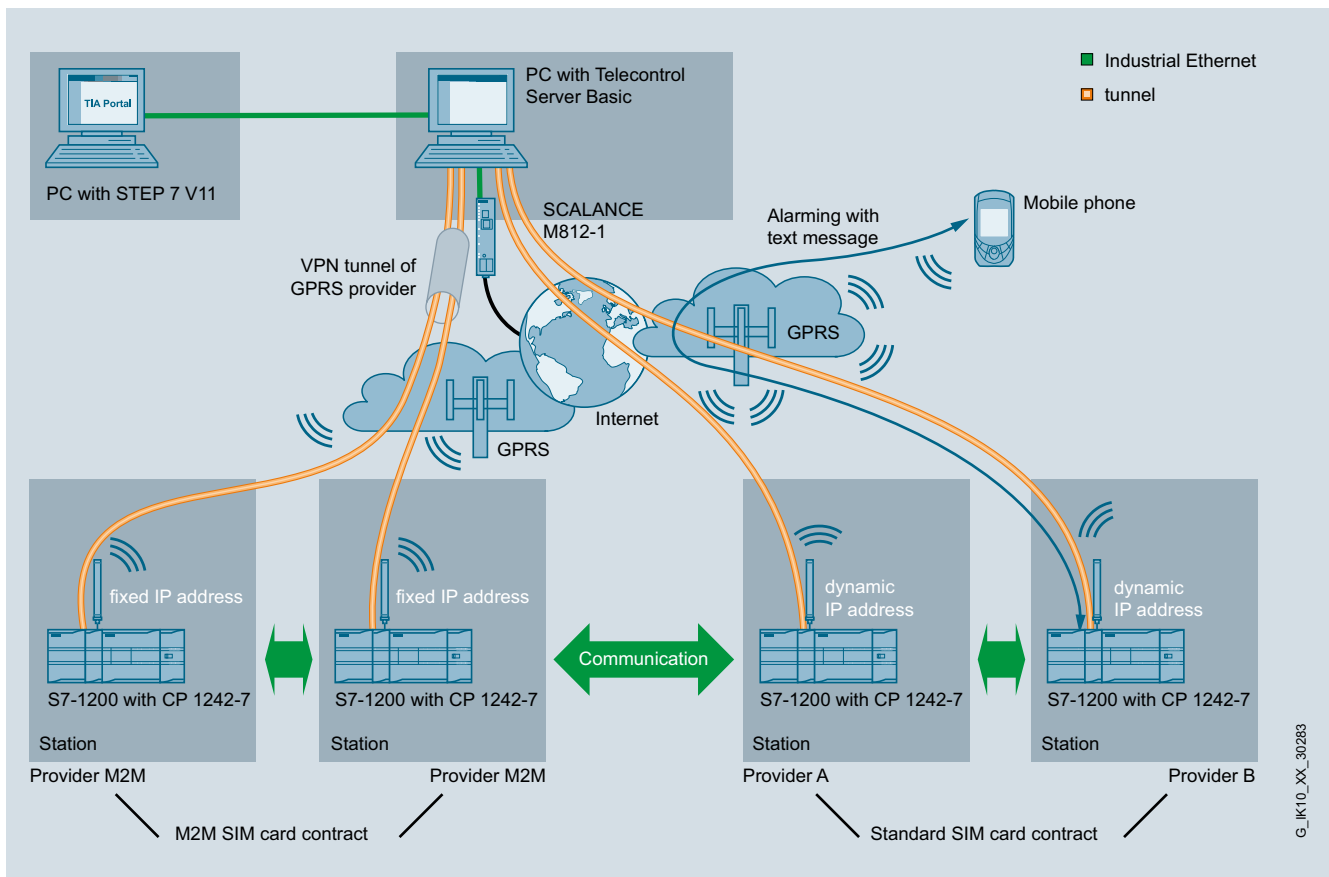 TIA Portal
PC with STEP 7 V11
PC with Telecontrol
Server Basic
Industrial Ethernet
tunnel
SCALANCE
M812-1
VPN tunnel of
GPRS provider
Alarming with
text message
Mobile phone
GPRS
Internet
GPRS
fixed IP address
fixed IP address
dynamic
IP address
dynamic
IP address
Communication
S7-1200 with CP 1242-7
S7-1200 with CP 1242-7
S7-1200 with CP 1242-7
S7-1200 with CP 1242-7
Station
Station
Station
Station
Provider M2M
Provider M2M
Provider A
Provider B
M2M SIM card contract
Standard SIM card contract
G_IK10_XX_30283